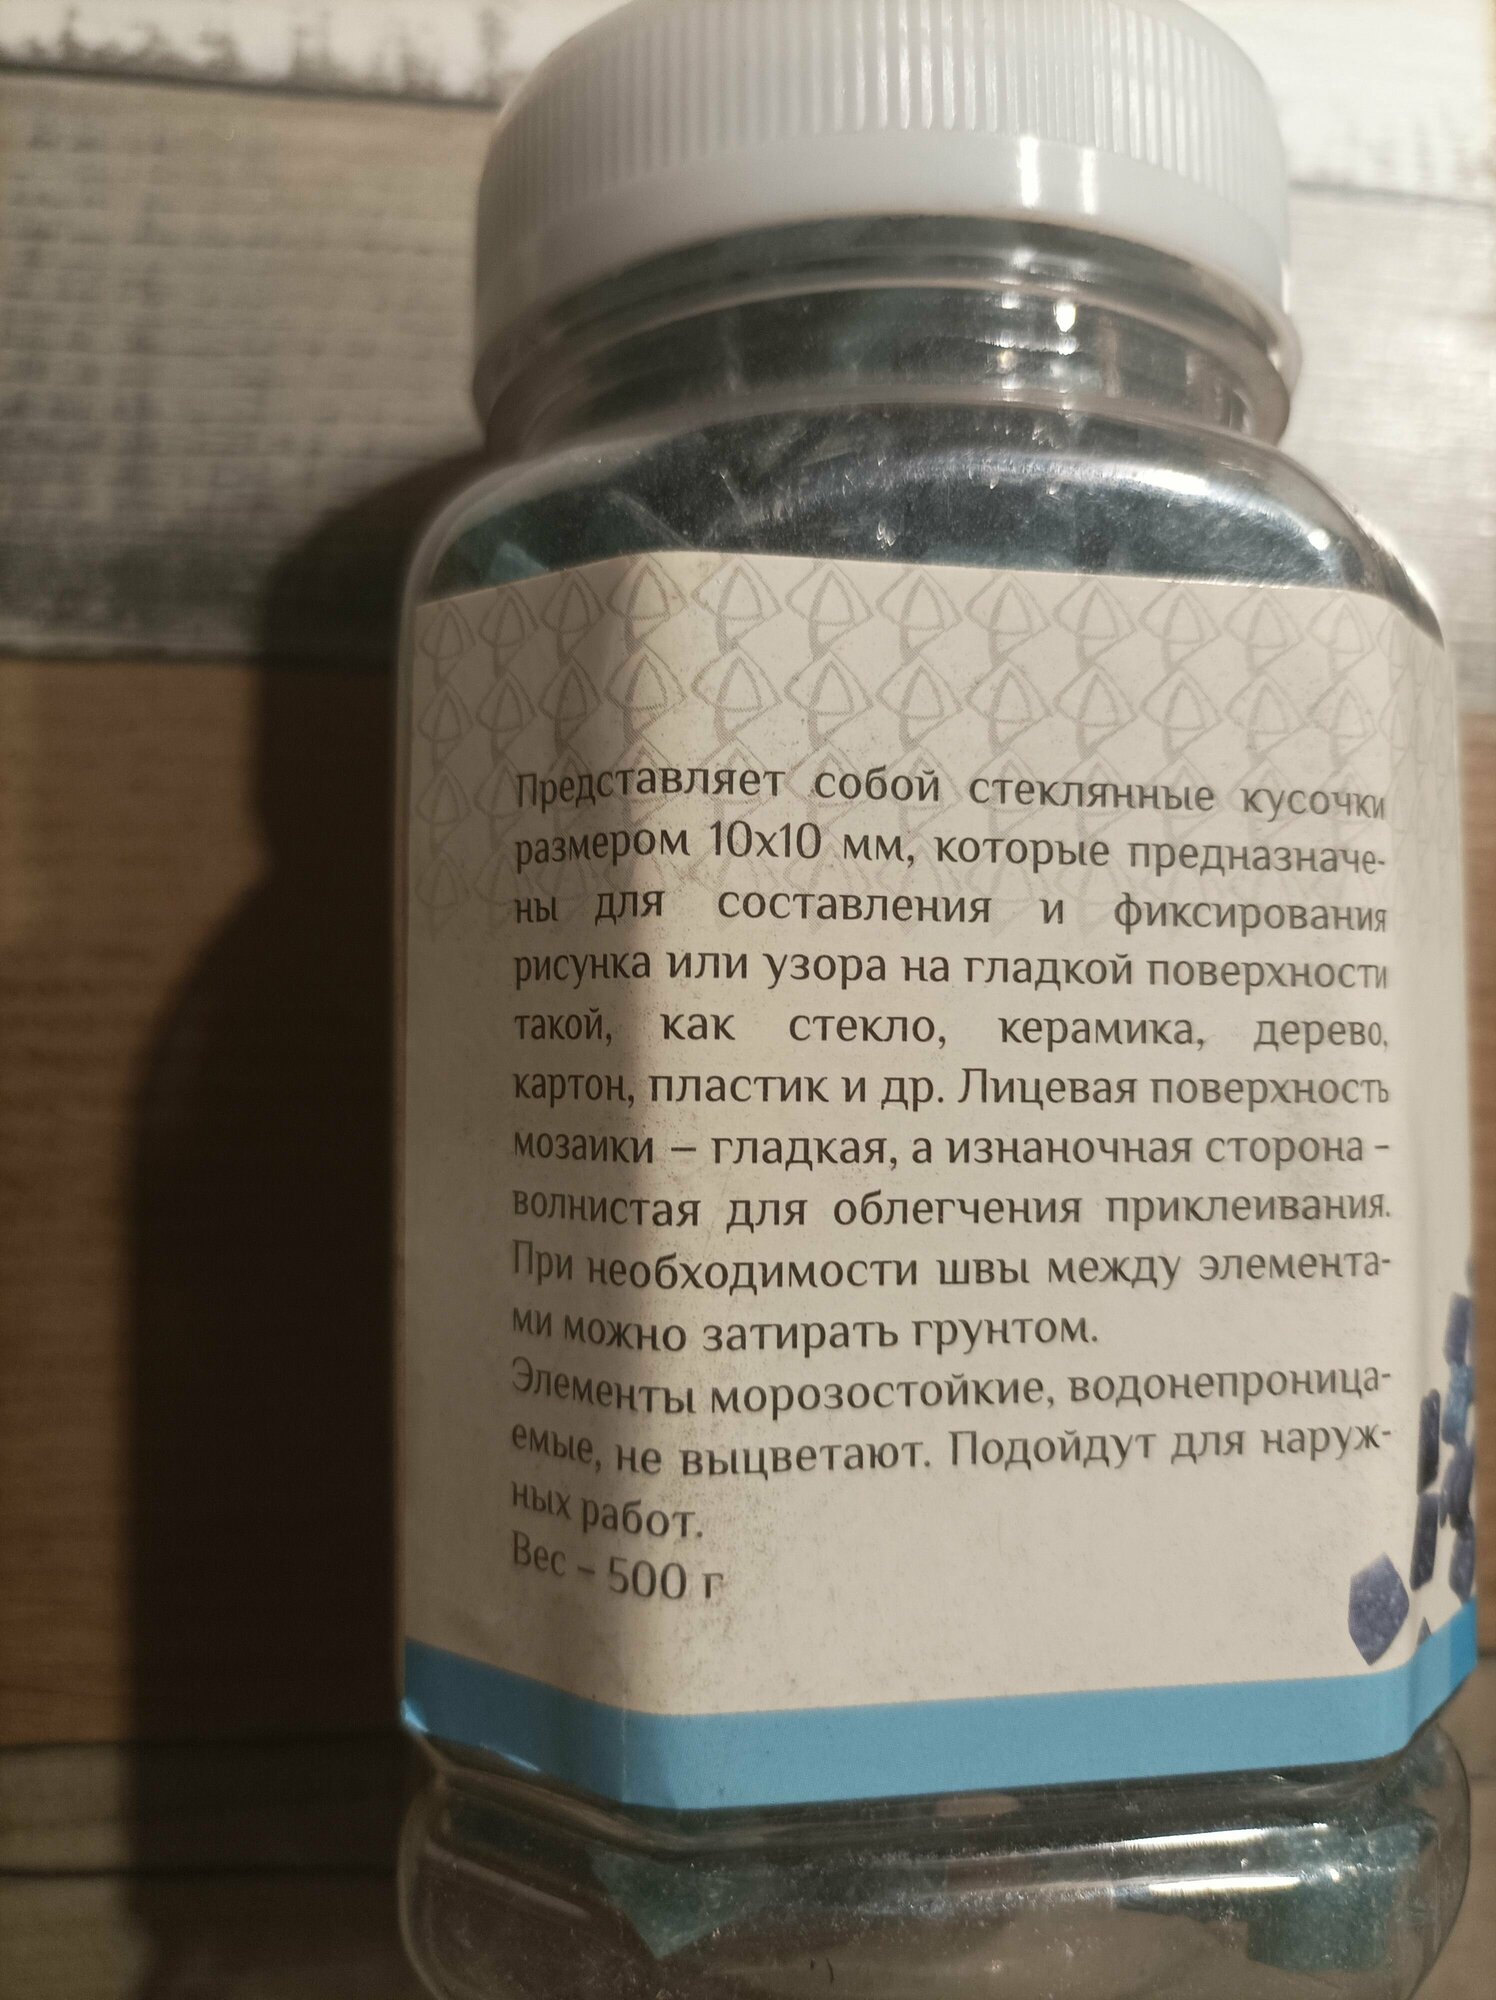 Представляет собой стеклянные кусочки
размером 10х10 мм, которые предназначе-
ны для составления и фиксирования
рисунка или узора на гладкой поверхности
такой, как стекло, керамика, дерево,
картон, пластик и др. Лицевая поверхность
мозаики – гладкая, а изнаночная сторона -
волнистая для облегчения приклеивания.
При необходимости швы между элемента-
ми можно затирать грунтом.
Элементы морозостойкие, водонепроница-
емые, не выцветают. Подойдут для наруж-
ных работ.
Вес – 500 г